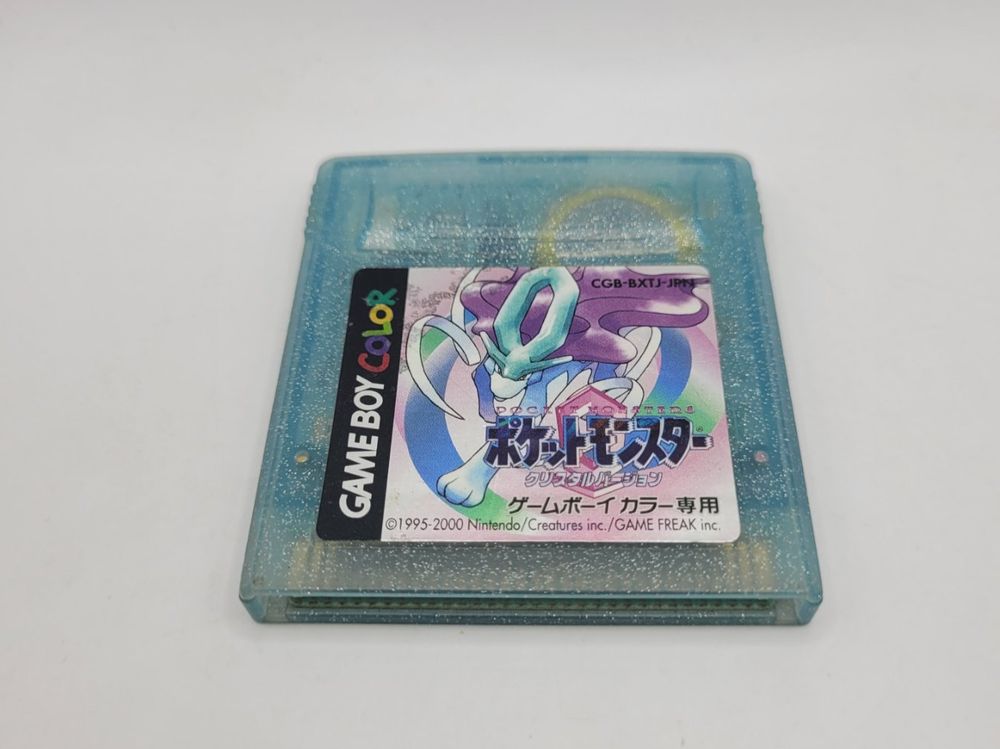 GAME BOY COLOR
CGB-BXTJ-JPN
POCKET MONSTERS
ポケットモンスター
クリスタルバージョン
ゲームボーイカラー専用
©1995-2000 Nintendo/Creatures inc./GAME FREAK inc.